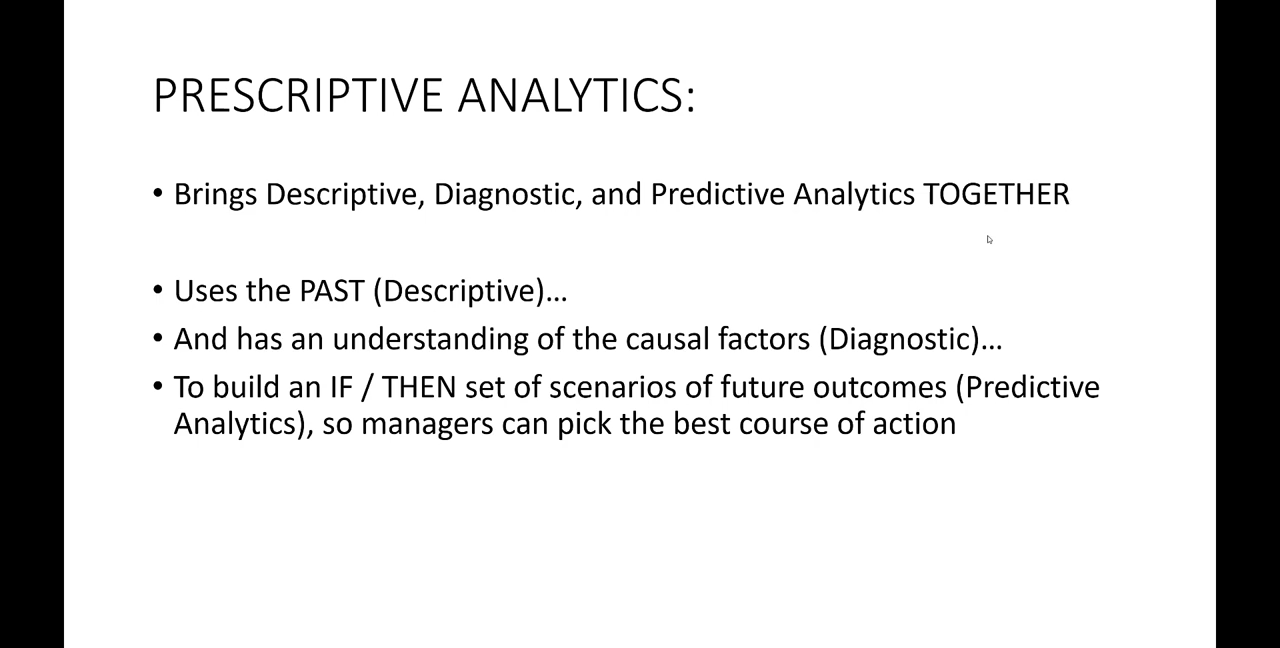 PRESCRIPTIVE ANALYTICS:
• Brings Descriptive, Diagnostic, and Predictive Analytics TOGETHER
• Uses the PAST (Descriptive)…
• And has an understanding of the causal factors (Diagnostic)…
• To build an IF / THEN set of scenarios of future outcomes (Predictive
Analytics), so managers can pick the best course of action